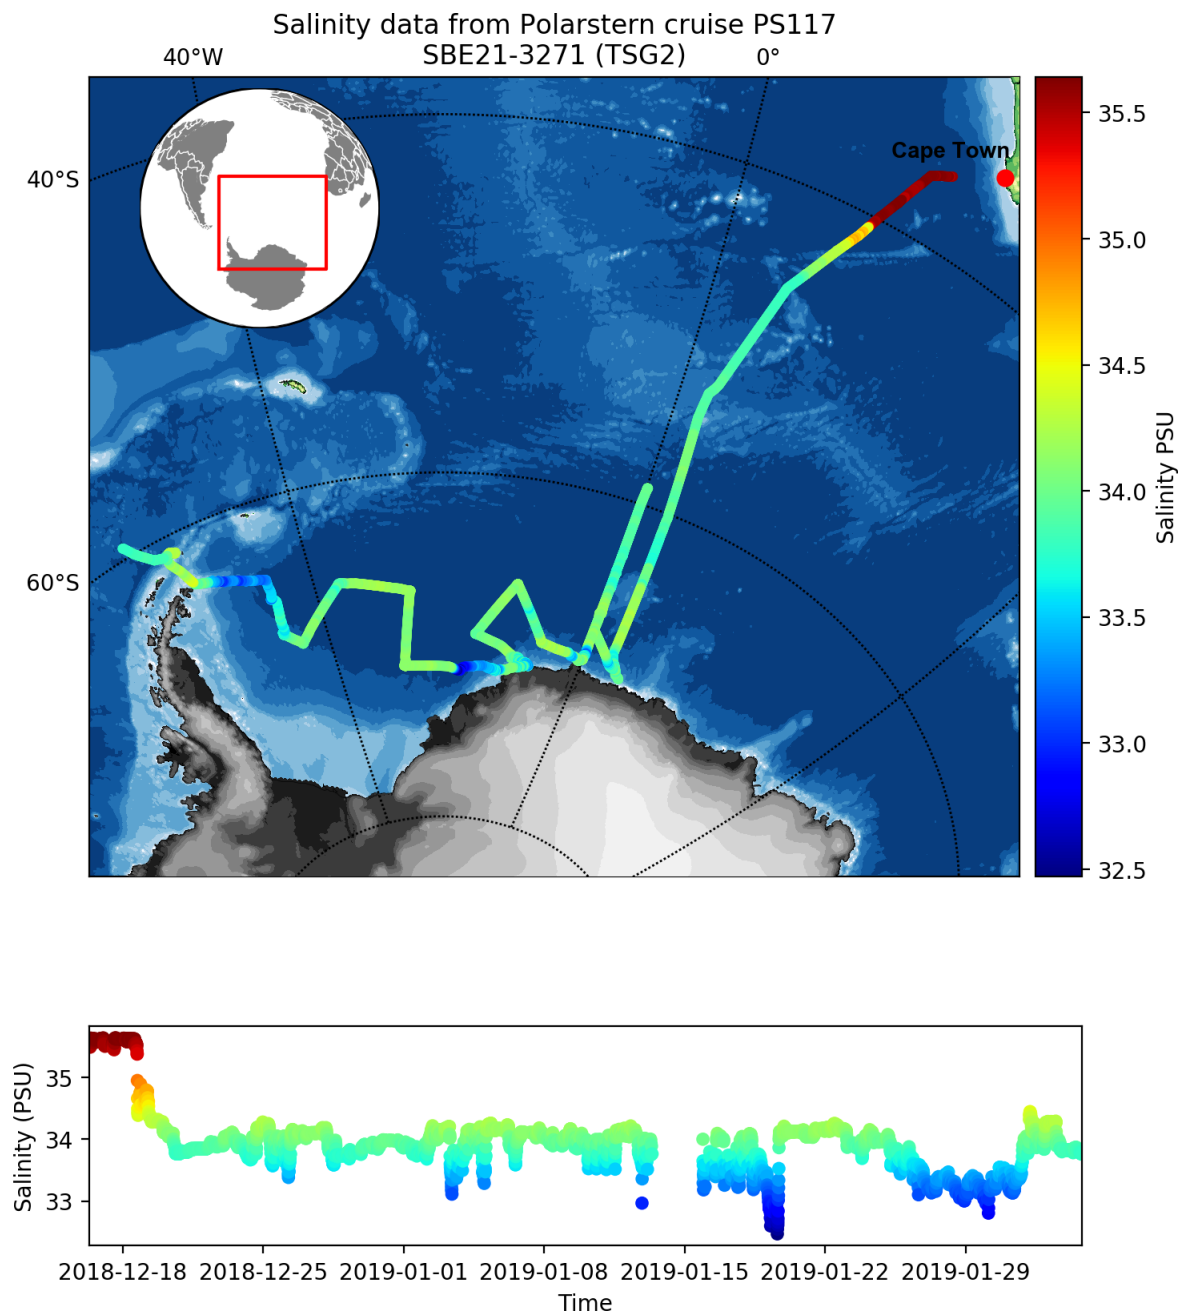 Salinity data from Polarstern cruise PS117
SBE21-3271 (TSG2)
40°W
0°
40°S
60°S
Cape Town
35.5
35.0
34.5
34.0
33.5
33.0
32.5
Salinity PSU
35
34
33
Salinity (PSU)
2018-12-18 2018-12-25 2019-01-01 2019-01-08 2019-01-15 2019-01-22 2019-01-29
Time